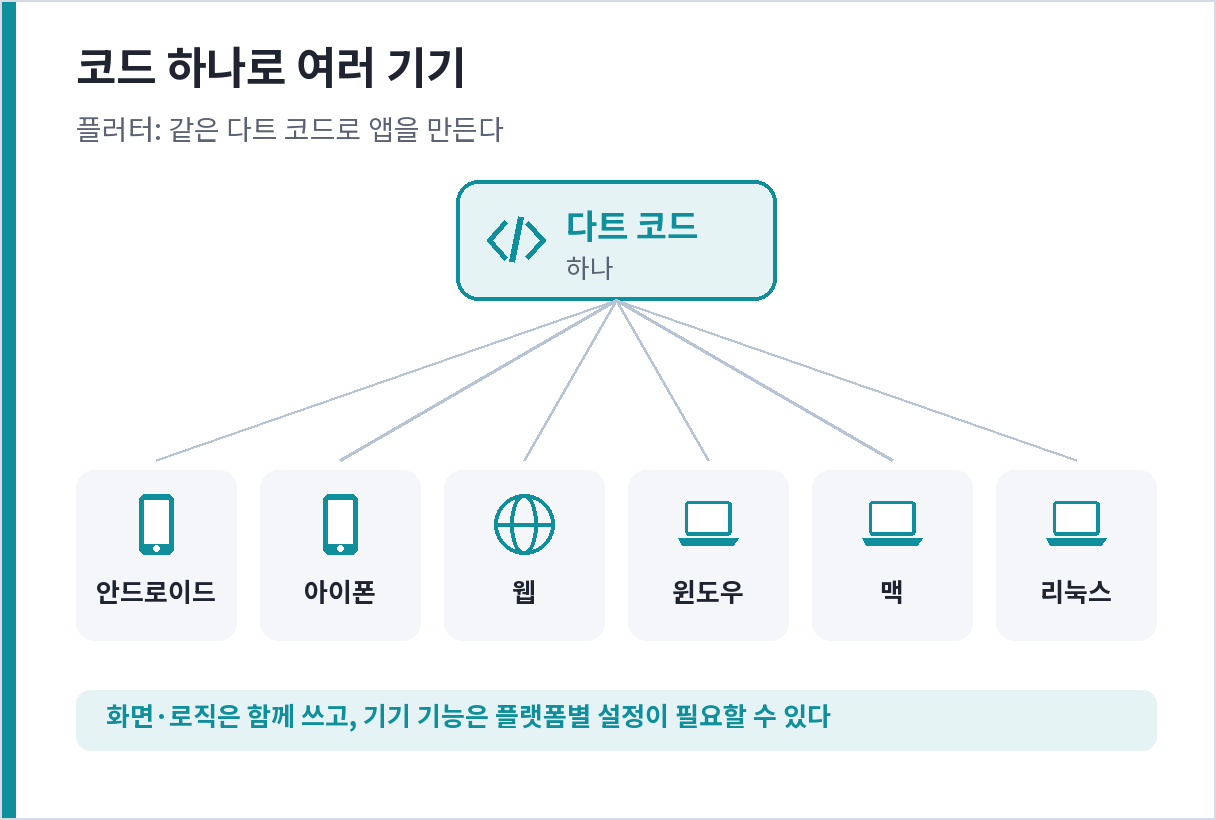 코드 하나로 여러 기기
플러터: 같은 다트 코드로 앱을 만든다
다트 코드
하나
안드로이드
아이폰
웹
윈도우
맥
리눅스
화면·로직은 함께 쓰고, 기기 기능은 플랫폼별 설정이 필요할 수 있다